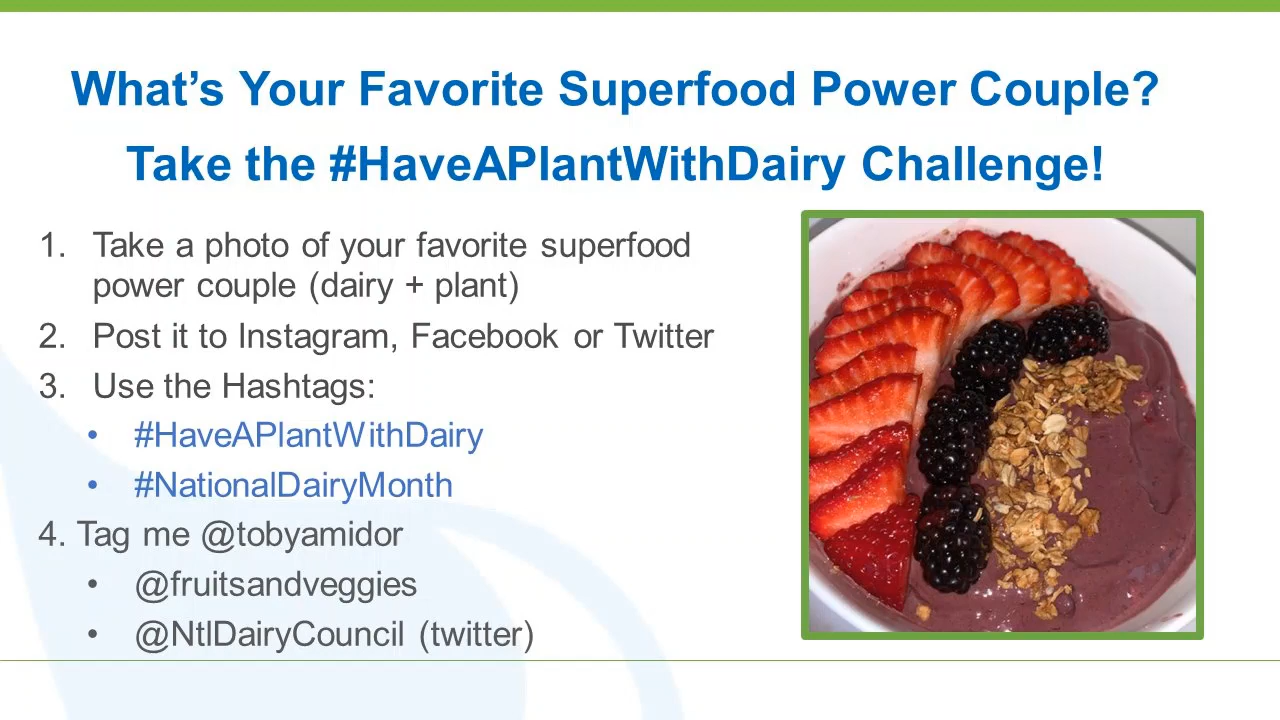 What’s Your Favorite Superfood Power Couple?
Take the #HaveAPlantWithDairy Challenge!
1. Take a photo of your favorite superfood
power couple (dairy + plant)
2. Post it to Instagram, Facebook or Twitter
3. Use the Hashtags:
• #HaveAPlantWithDairy
• #NationalDairyMonth
4. Tag me @tobyamidor
• @fruitsandveggies
• @NtlDairyCouncil (twitter)